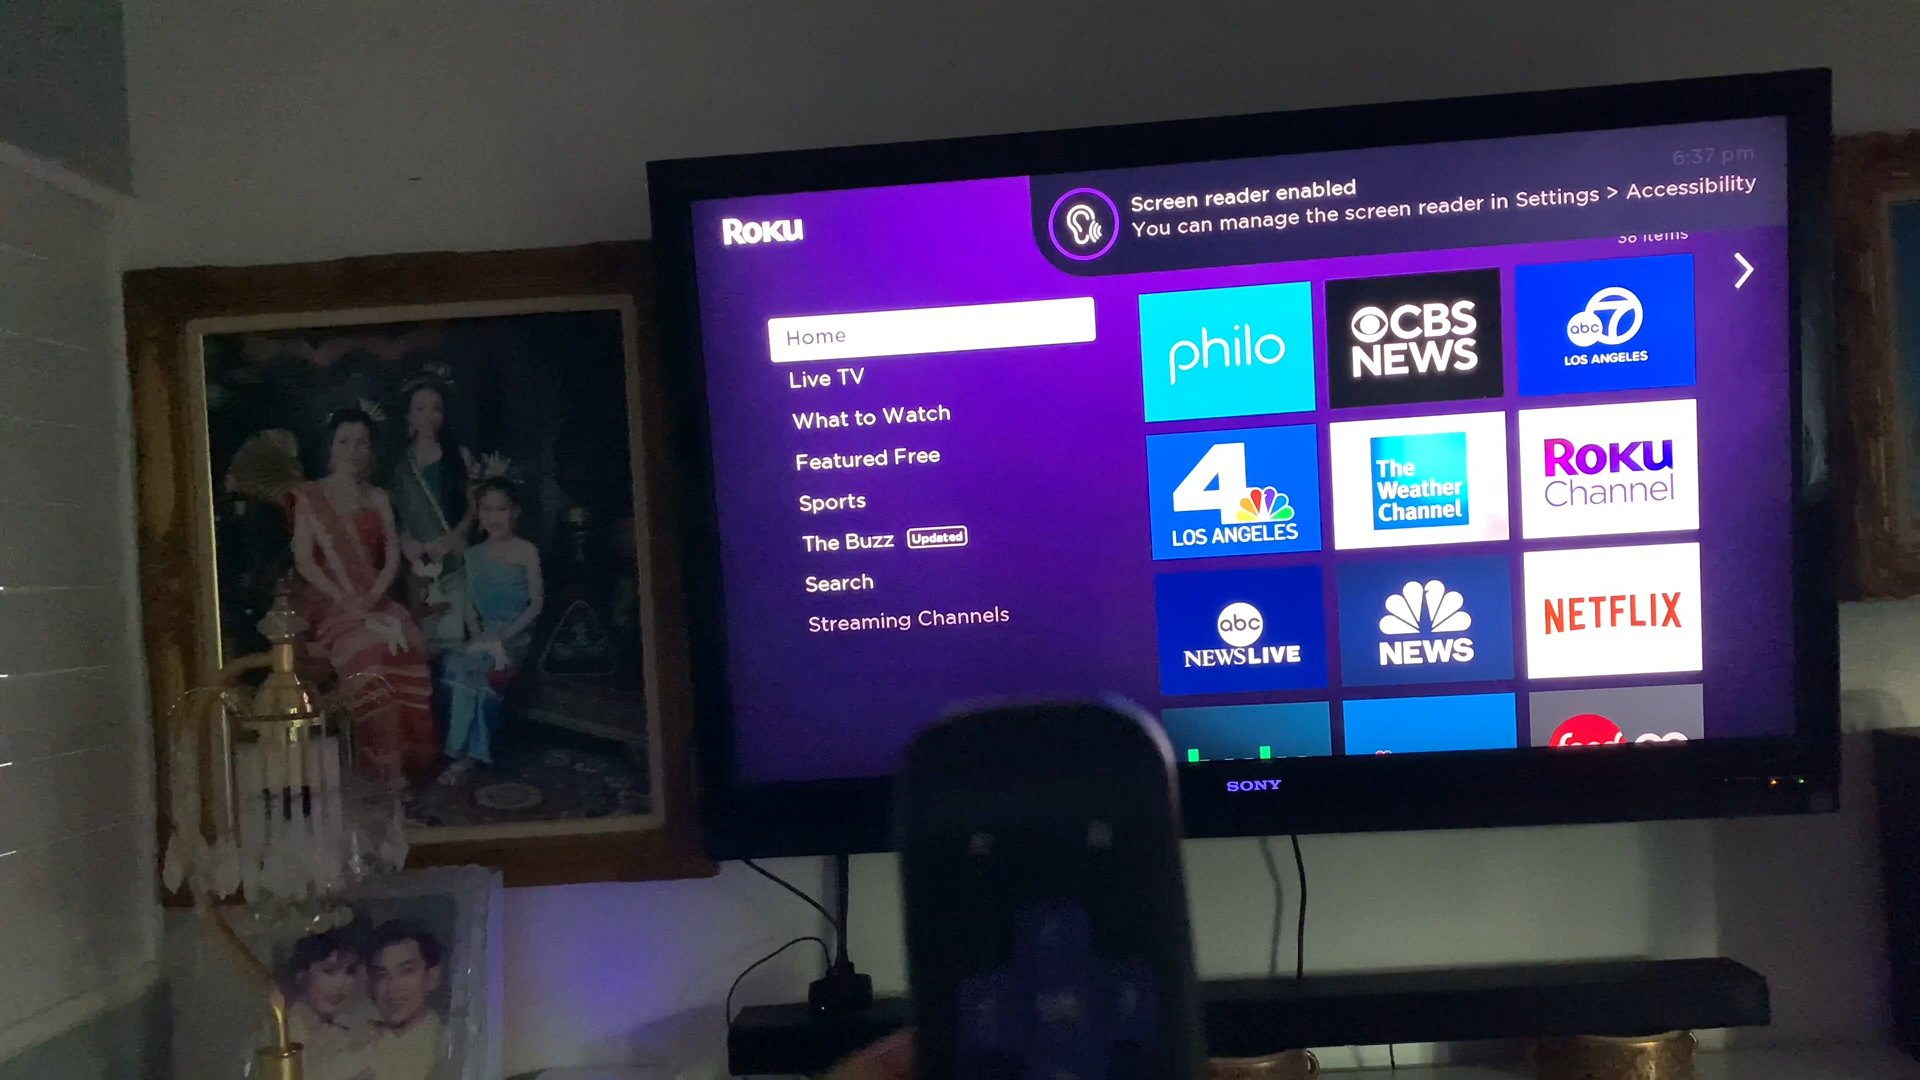 6:37 pm
Screen reader enabled
You can manage the screen reader in Settings > Accessibility
Roku
38 items
Home
Live TV
What to Watch
Featured Free
Sports
The Buzz Updated
Search
Streaming Channels
philo
CBS
NEWS
abc 7
LOS ANGELES
4
LOS ANGELES
The
Weather
Channel
Roku
Channel
abc
NEWSLIVE
NEWS
NETFLIX
SONY